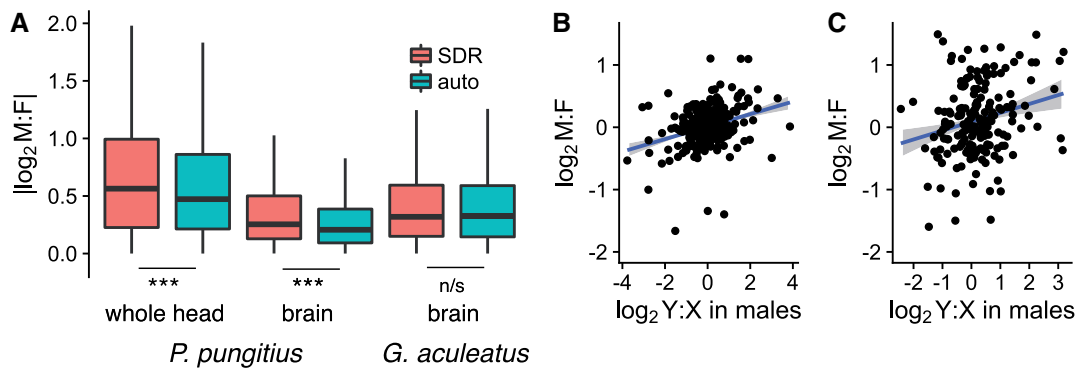 A
|log2 M:F|
2.0
1.0
0.5
0.0
SDR
auto
***
***
n/s
whole head
brain
brain
P. pungitius
G. aculeatus
B
log2 M:F
1
0
-1
-2
-4
-2
0
2
4
log2 Y:X in males
C
log2 M:F
1
0
-1
-2
-2
-1
0
1
2
3
log2 Y:X in males